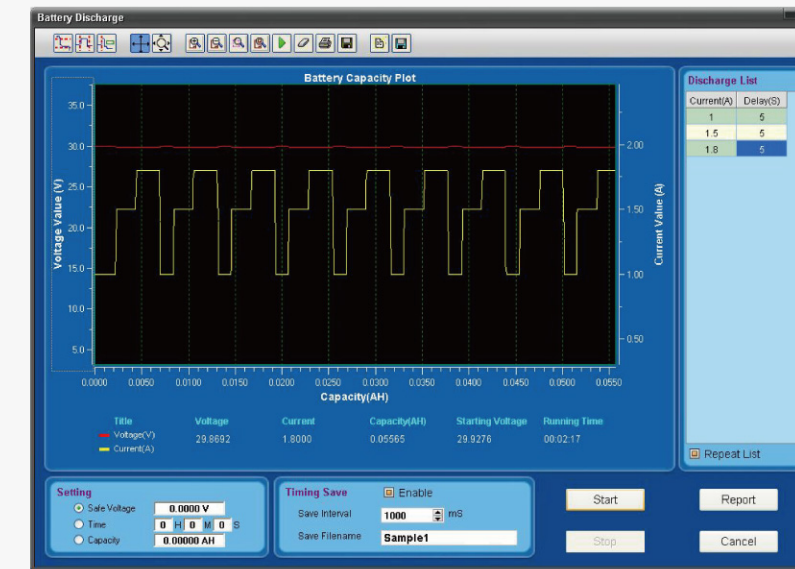 Battery Discharge
Battery Capacity Plot
Voltage Value (V)
35.0
30.0
25.0
20.0
15.0
10.0
5.0
2.00
1.50
1.00
0.50
Current Value (A)
0.0000 0.0050 0.0100 0.0150 0.0200 0.0250 0.0300 0.0350 0.0400 0.0450 0.0500 0.0550
Capacity(AH)
Title Voltage Current Capacity(AH) Starting Voltage Running Time
Voltage(V) 29.8692 1.8000 0.05565 29.9276 00:02:17
Current(A)
Discharge List
Current(A) Delay(S)
1 5
1.5 5
1.8 5
Repeat List
Setting
Safe Voltage 0.0000 V
Time 0 H 0 M 0 S
Capacity 0.00000 AH
Timing Save Enable
Save Interval 1000 mS
Save Filename Sample1
Start
Stop
Report
Cancel